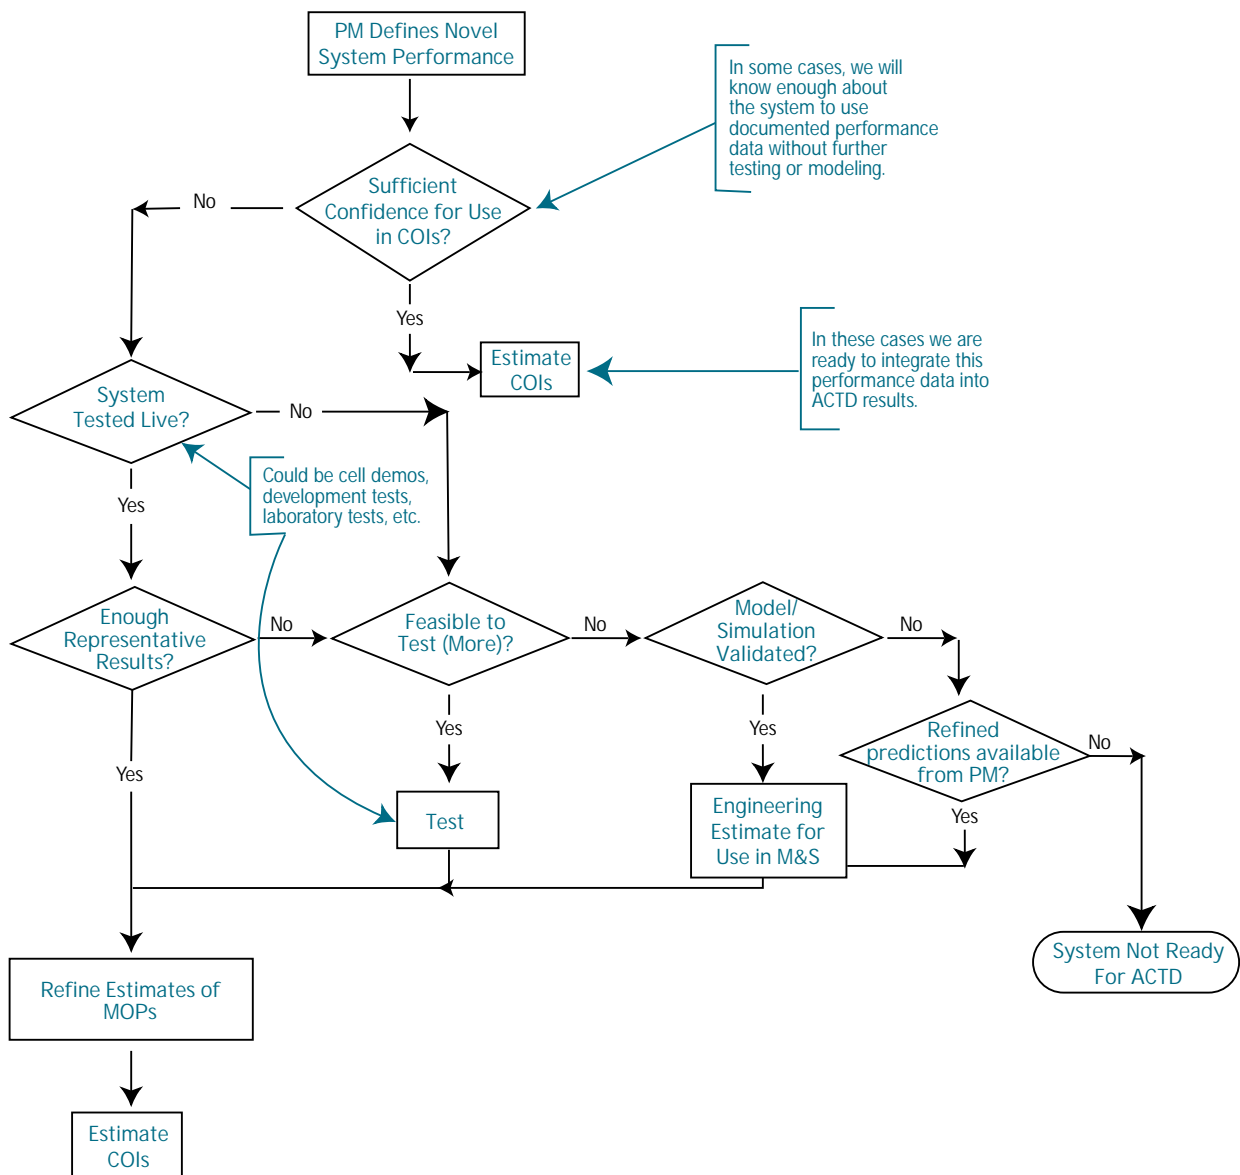 PM Defines Novel
System Performance
In some cases, we will
know enough about
the system to use
documented performance
data without further
testing or modeling.
Sufficient
Confidence for Use
in COIs?
No
Yes
Estimate
COIs
In these cases we are
ready to integrate this
performance data into
ACTD results.
System
Tested Live?
No
Yes
Could be cell demos,
development tests,
laboratory tests, etc.
Enough
Representative
Results?
No
Feasible to
Test (More)?
No
Model/
Simulation
Validated?
No
Yes
Yes
Yes
Refined
predictions available
from PM?
No
Yes
Test
Engineering
Estimate for
Use in M&S
System Not Ready
For ACTD
Refine Estimates of
MOPs
Estimate
COIs